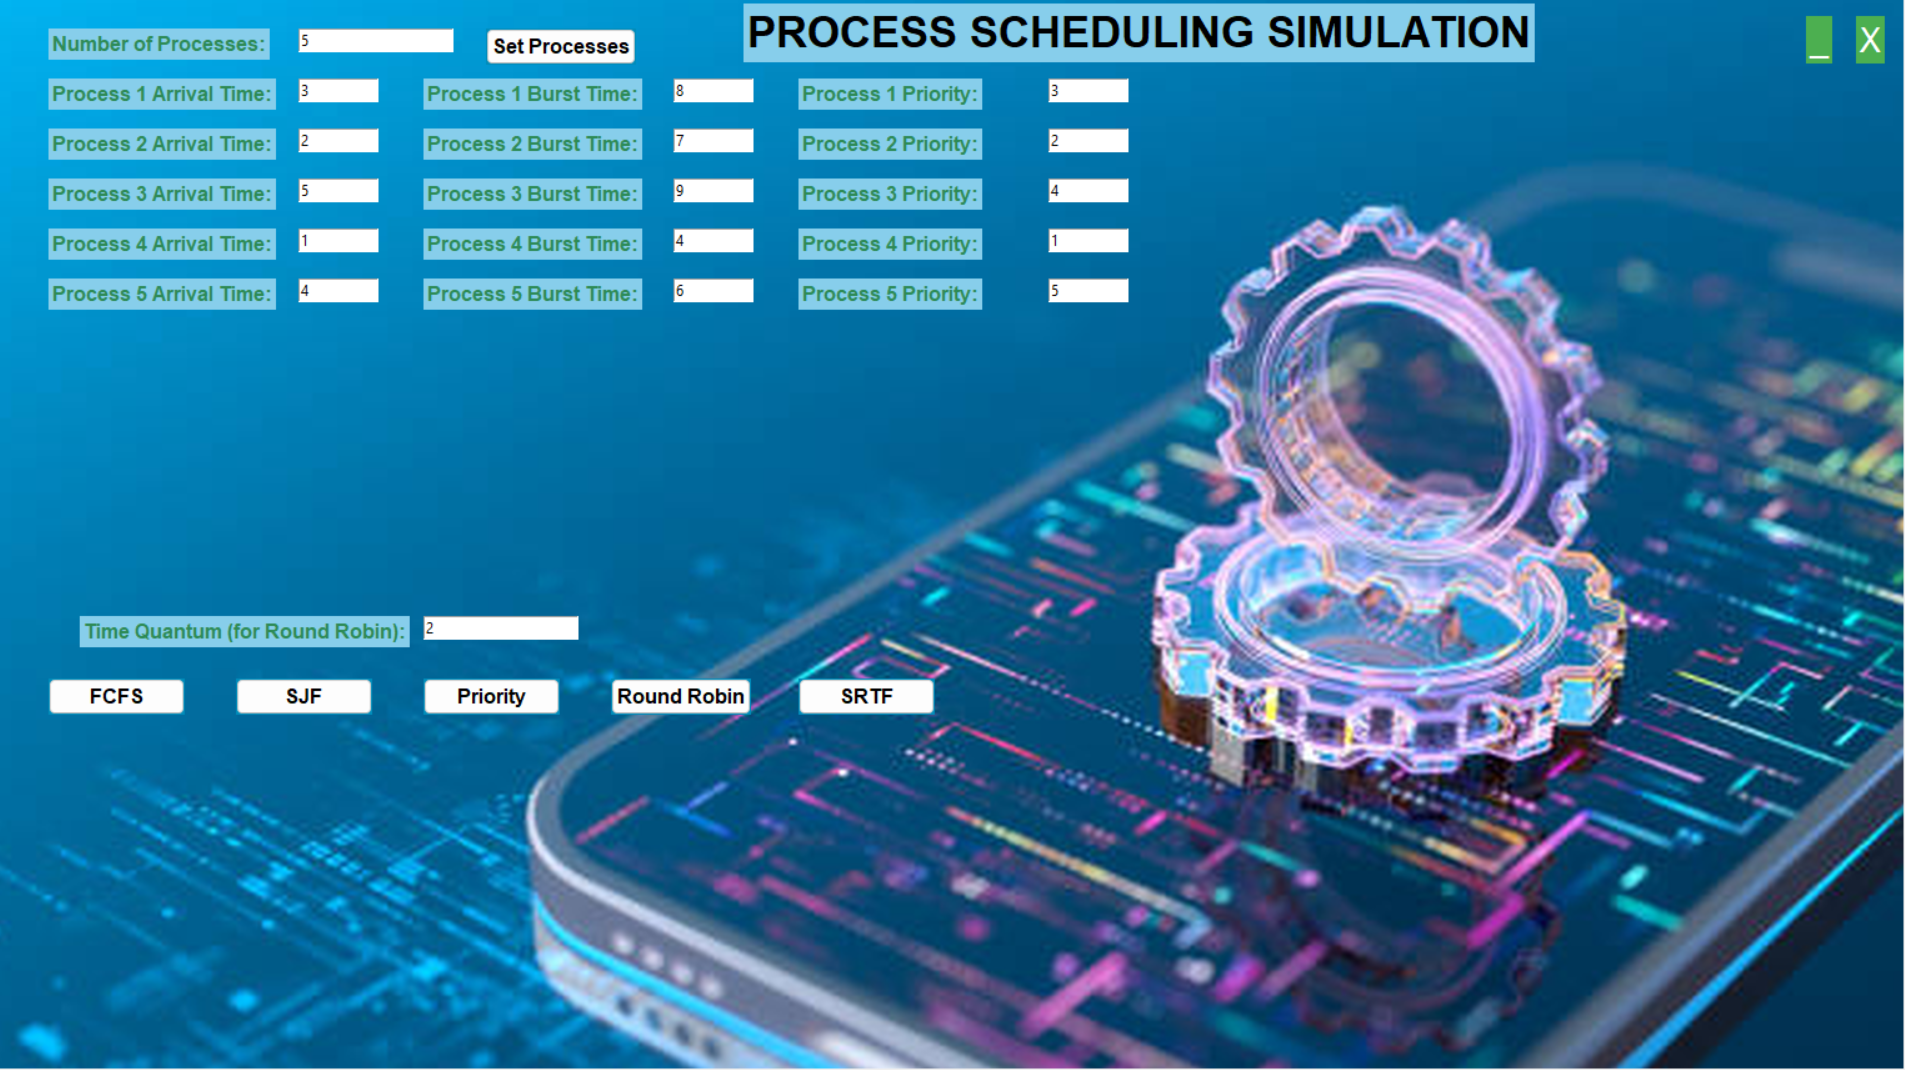 PROCESS SCHEDULING SIMULATION
_ X
Number of Processes: 5 Set Processes
Process 1 Arrival Time: 3 Process 1 Burst Time: 8 Process 1 Priority: 3
Process 2 Arrival Time: 2 Process 2 Burst Time: 7 Process 2 Priority: 2
Process 3 Arrival Time: 5 Process 3 Burst Time: 9 Process 3 Priority: 4
Process 4 Arrival Time: 1 Process 4 Burst Time: 4 Process 4 Priority: 1
Process 5 Arrival Time: 4 Process 5 Burst Time: 6 Process 5 Priority: 5
Time Quantum (for Round Robin): 2
FCFS SJF Priority Round Robin SRTF